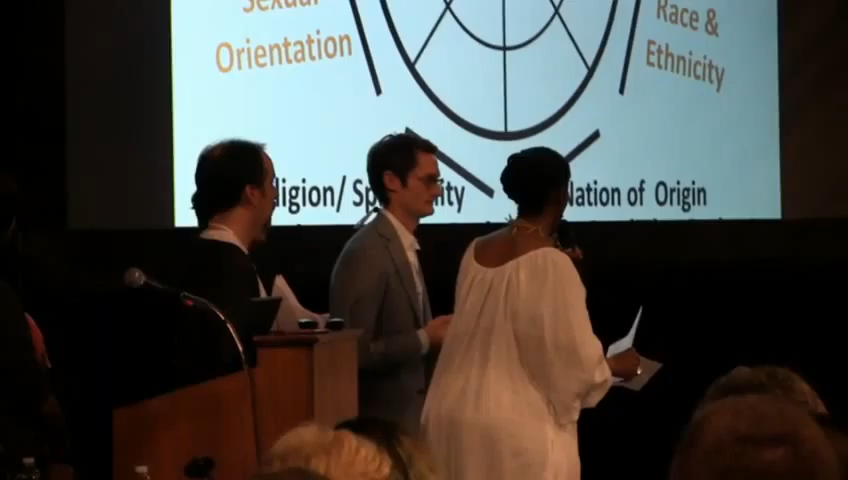 Sexual
Orientation
Race &
Ethnicity
Nation of Origin